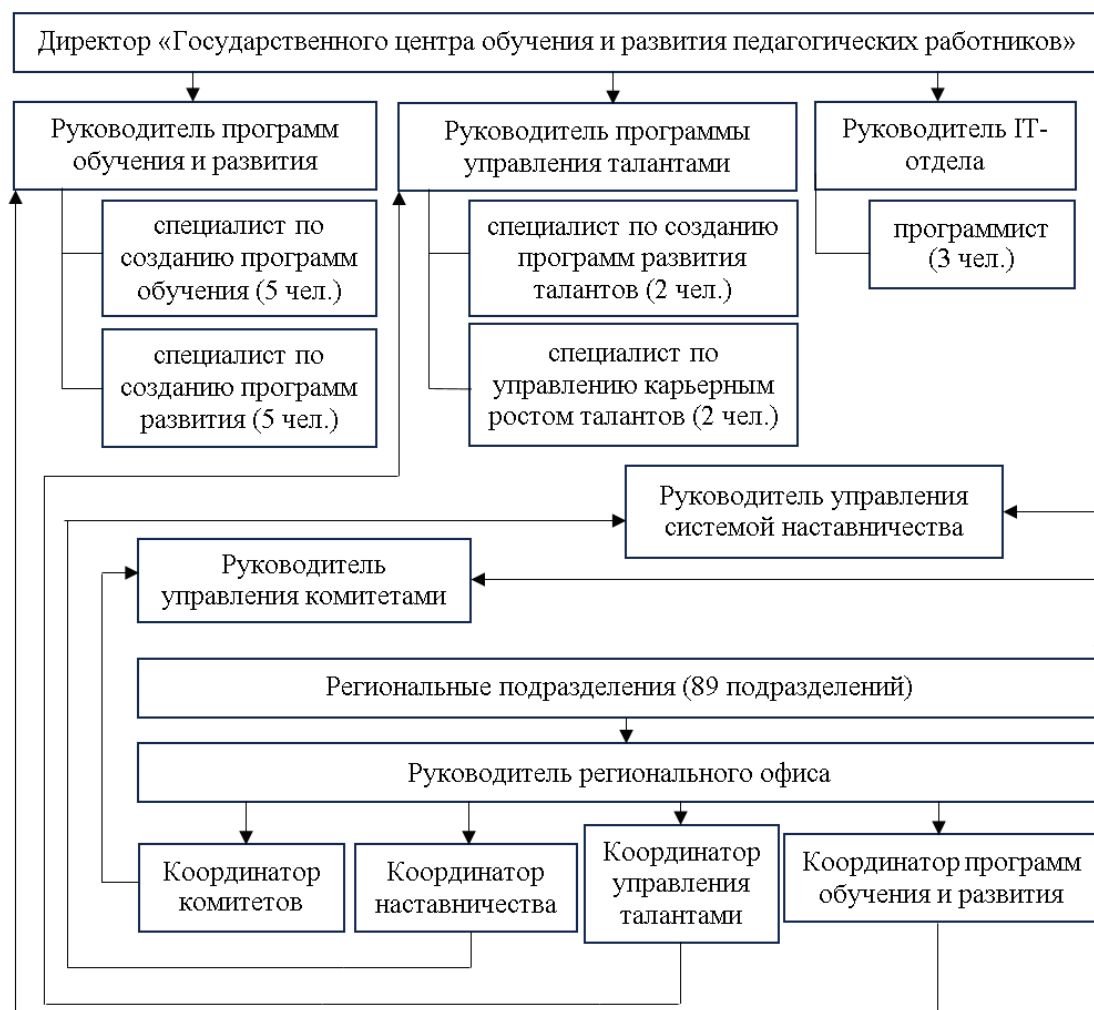 Директор «Государственного центра обучения и развития педагогических работников»
Руководитель программ
обучения и развития
Руководитель программы
управления талантами
Руководитель IT-
отдела
специалист по
созданию программ
обучения (5 чел.)
специалист по созданию
программ развития
талантов (2 чел.)
программист
(3 чел.)
специалист по
созданию программ
развития (5 чел.)
специалист по
управлению карьерным
ростом талантов (2 чел.)
Руководитель управления
системой наставничества
Руководитель
управления комитетами
Региональные подразделения (89 подразделений)
Руководитель регионального офиса
Координатор
комитетов
Координатор
наставничества
Координатор
управления
талантами
Координатор программ
обучения и развития